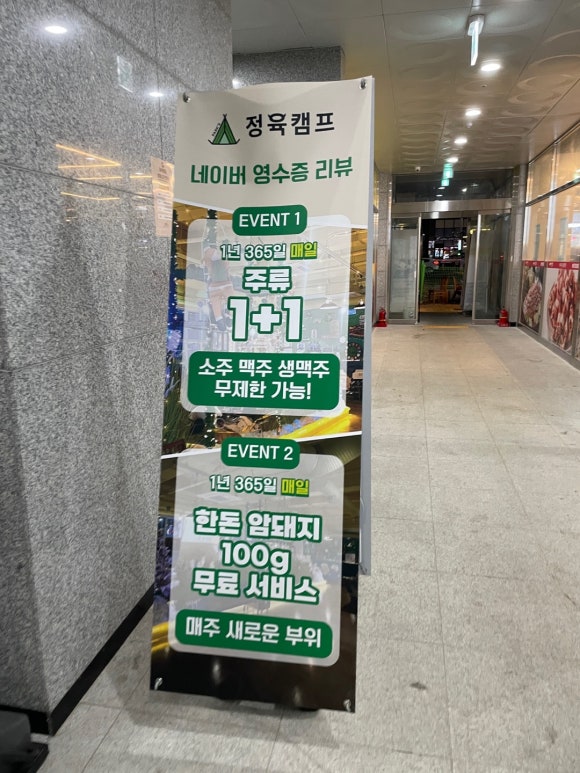 정육캠프
네이버 영수증 리뷰
EVENT 1
1년 365일 매일
주류
1+1
소주 맥주 생맥주
무제한 가능!
EVENT 2
1년 365일 매일
한돈 암돼지
100g
무료 서비스
매주 새로운 부위